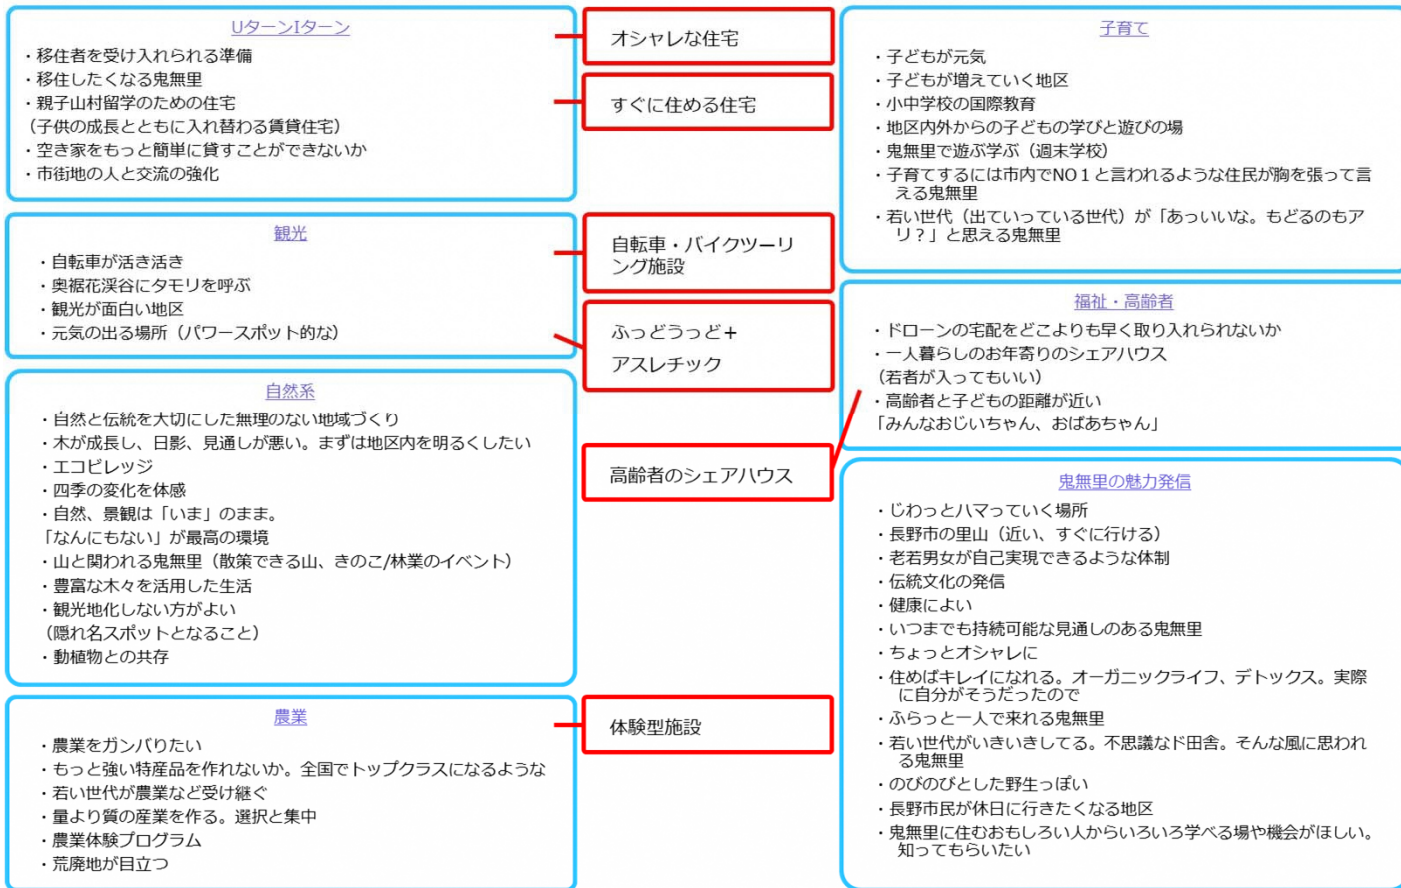 UターンIターン
・移住者を受け入れられる準備
・移住したくなる鬼無里
・親子山村留学のための住宅
（子供の成長とともに入れ替わる賃貸住宅）
・空き家をもっと簡単に貸すことができないか
・市街地の人と交流の強化
観光
・自転車が活き活き
・奥裾花渓谷にタモリを呼ぶ
・観光が面白い地区
・元気の出る場所（パワースポット的な）
自然系
・自然と伝統を大切にした無理のない地域づくり
・木が成長し、日影、見通しが悪い。まずは地区内を明るくしたい
・エコビレッジ
・四季の変化を体感
・自然、景観は「いま」のまま。
「なんにもない」が最高の環境
・山と関われる鬼無里（散策できる山、きのこ/林業のイベント）
・豊富な木々を活用した生活
・観光地化しない方がよい
（隠れ名スポットとなること）
・動植物との共存
農業
・農業をガンバりたい
・もっと強い特産品を作れないか。全国でトップクラスになるような
・若い世代が農業など受け継ぐ
・量より質の産業を作る。選択と集中
・農業体験プログラム
・荒廃地が目立つ
オシャレな住宅
すぐに住める住宅
自転車・バイクツーリ
ング施設
ふっどうっど＋
アスレチック
高齢者のシェアハウス
体験型施設
子育て
・子どもが元気
・子どもが増えていく地区
・小中学校の国際教育
・地区内外からの子どもの学びと遊びの場
・鬼無里で遊ぶ学ぶ（週末学校）
・子育てするには市内でNO１と言われるような住民が胸を張って言
える鬼無里
・若い世代（出ていっている世代）が「あっいいな。もどるのもア
リ？」と思える鬼無里
福祉・高齢者
・ドローンの宅配をどこよりも早く取り入れられないか
・一人暮らしのお年寄りのシェアハウス
（若者が入ってもいい）
・高齢者と子どもの距離が近い
「みんなおじいちゃん、おばあちゃん」
鬼無里の魅力発信
・じわっとハマっていく場所
・長野市の里山（近い、すぐに行ける）
・老若男女が自己実現できるような体制
・伝統文化の発信
・健康によい
・いつまでも持続可能な見通しのある鬼無里
・ちょっとオシャレに
・住めばキレイになれる。オーガニックライフ、デトックス。実際
に自分がそうだったので
・ふらっと一人で来れる鬼無里
・若い世代がいきいきしてる。不思議なド田舎。そんな風に思われ
る鬼無里
・のびのびとした野生っぽい
・長野市民が休日に行きたくなる地区
・鬼無里に住むおもしろい人からいろいろ学べる場や機会がほしい。
知ってもらいたい